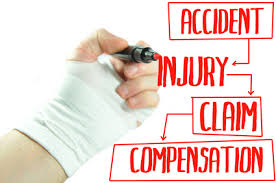 ACCIDENT
INJURY
CLAIM
COMPENSATION